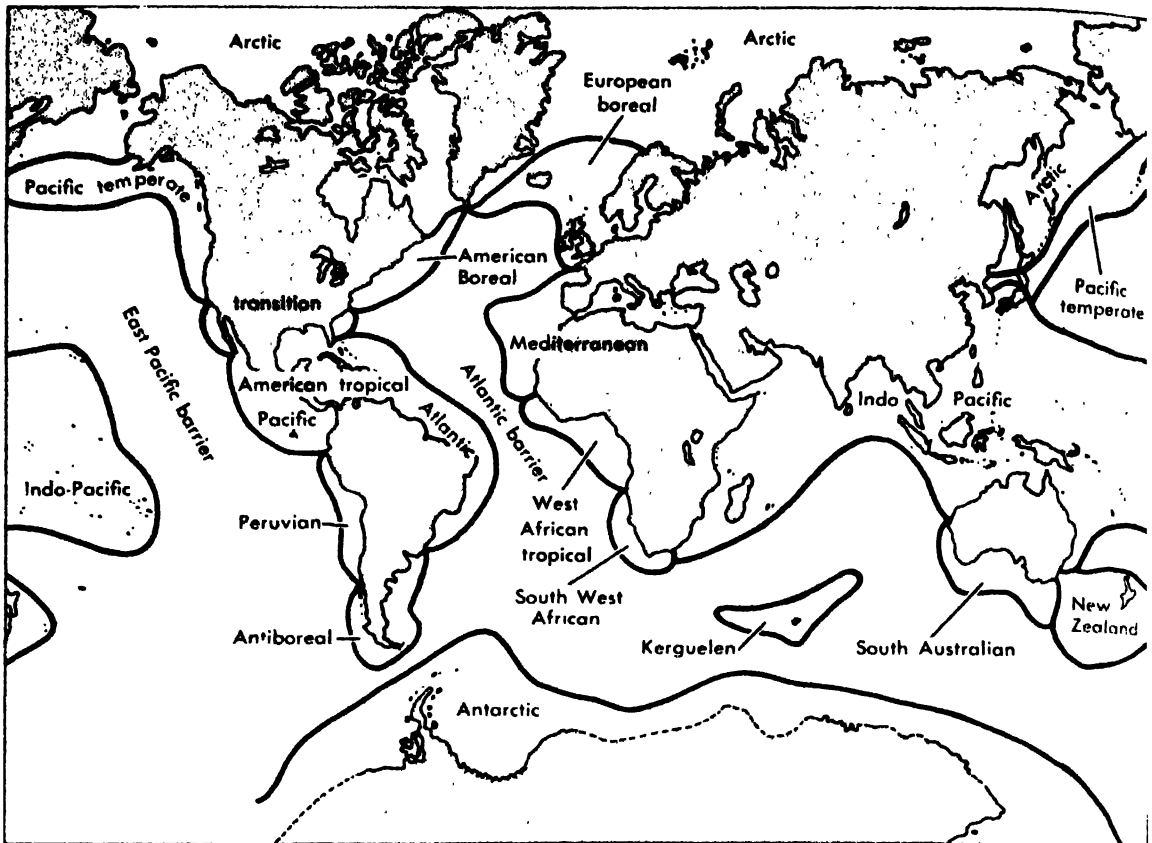 Arctic
Arctic
European
boreal
Pacific temperate
Arctic
American
Boreal
Pacific
temperate
transition
East Pacific barrier
Mediterranean
American tropical
Pacific
Atlantic
Atlantic barrier
Indo
Pacific
Indo-Pacific
Peruvian
West
African
tropical
South West
African
New
Zealand
Antiboreal
Kerguelen
South Australian
Antarctic